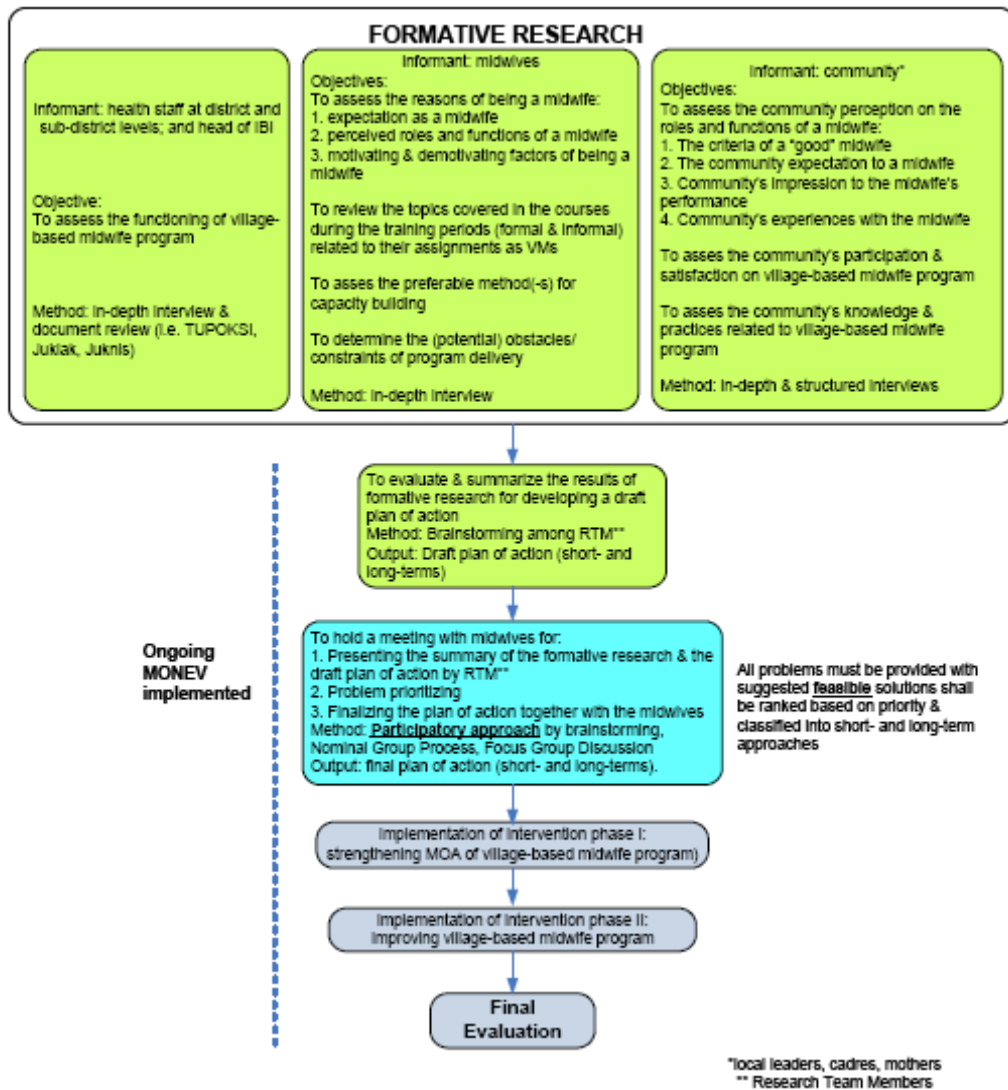 FORMATIVE RESEARCH
Informant: health staff at district and
sub-district levels; and head of IBI
Objective:
To assess the functioning of village-
based midwife program
Method: In-depth Interview &
document review (i.e. TUPOKSI,
Juklak, Juknis)
Informant: midwives
Objectives:
To assess the reasons of being a midwife:
1. expectation as a midwife
2. perceived roles and functions of a midwife
3. motivating & demotivating factors of being a
midwife
To review the topics covered in the courses
during the training periods (formal & informal)
related to their assignments as VMs
To asses the preferable method(-s) for
capacity building
To determine the (potential) obstacles/
constraints of program delivery
Method: In-depth Interview
Informant: community*
Objectives:
To assess the community perception on the
roles and functions of a midwife:
1. The criteria of a "good" midwife
2. The community expectation to a midwife
3. Community's impression to the midwife's
performance
4. Community's experiences with the midwife
To asses the community's participation &
satisfaction on village-based midwife program
To assess the community's knowledge &
practices related to village-based midwife
program
Method: In-depth & structured Interviews
To evaluate & summarize the results of
formative research for developing a draft
plan of action
Method: Brainstorming among RTM**
Output: Draft plan of action (short- and
long-terms)
Ongoing
MONEV
implemented
To hold a meeting with midwives for:
1. Presenting the summary of the formative research & the
draft plan of action by RTM**
2. Problem prioritizing
3. Finalizing the plan of action together with the midwives
Method: Participatory approach by brainstorming,
Nominal Group Process, Focus Group Discussion
Output: final plan of action (short- and long-terms).
All problems must be provided with
suggested feasible solutions shall
be ranked based on priority &
classified into short- and long-term
approaches
Implementation of Intervention phase I:
strengthening MOA of village-based midwife program)
Implementation of Intervention phase II:
Improving village-based midwife program
Final
Evaluation
*local leaders, cadres, mothers
** Research Team Members